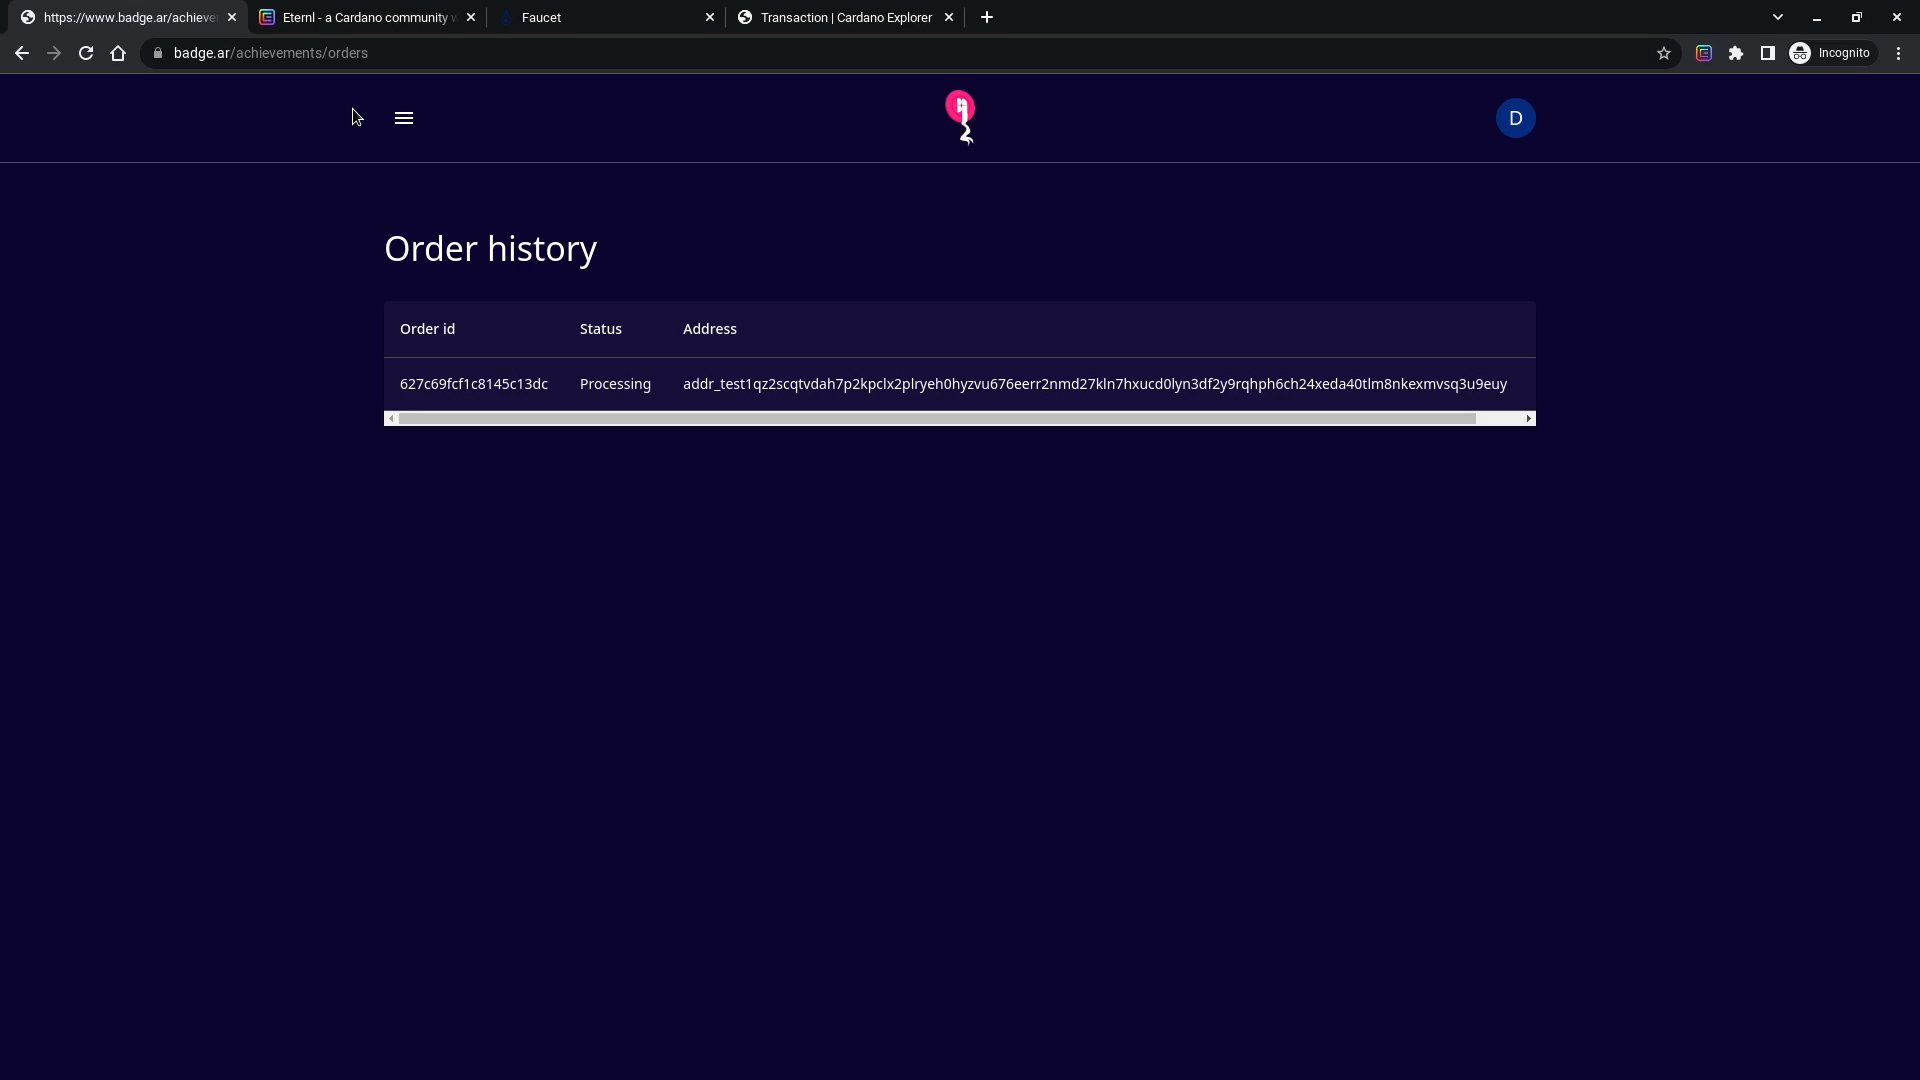 https://www.badge.ar/achieve
Eternl - a Cardano community w
Faucet
Transaction | Cardano Explorer
badge.ar/achievements/orders
Incognito
D
Order history
Order id Status Address
627c69fcf1c8145c13dc Processing addr_test1qz2scqtvdah7p2kpclx2plryeh0hyzvu676eerr2nmd27kln7hxucd0lyn3df2y9rqhph6ch24xeda40tlm8nkexmvsq3u9euy